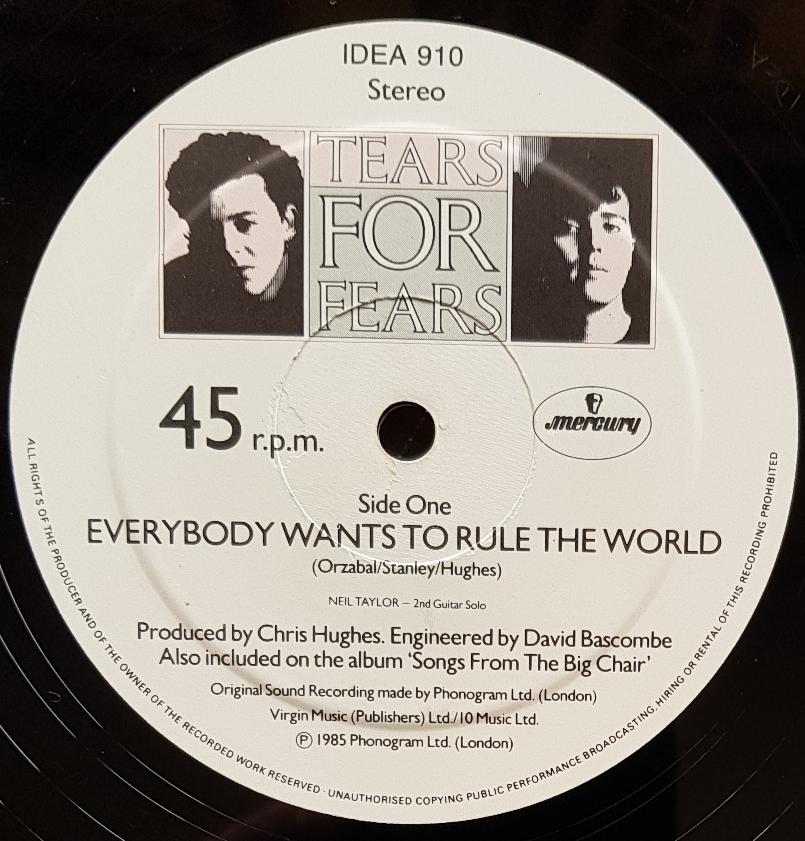 IDEA 910
Stereo
TEARS
FOR
FEARS
45 r.p.m.
mercury
Side One
EVERYBODY WANTS TO RULE THE WORLD
(Orzabal/Stanley/Hughes)
NEIL TAYLOR – 2nd Guitar Solo
Produced by Chris Hughes. Engineered by David Bascombe
Also included on the album ‘Songs From The Big Chair’
Original Sound Recording made by Phonogram Ltd. (London)
Virgin Music (Publishers) Ltd./10 Music Ltd.
℗ 1985 Phonogram Ltd. (London)
ALL RIGHTS OF THE PRODUCER AND OF THE OWNER OF THE RECORDED WORK RESERVED · UNAUTHORISED COPYING PUBLIC PERFORMANCE BROADCASTING, HIRING OR RENTAL OF THIS RECORDING PROHIBITED